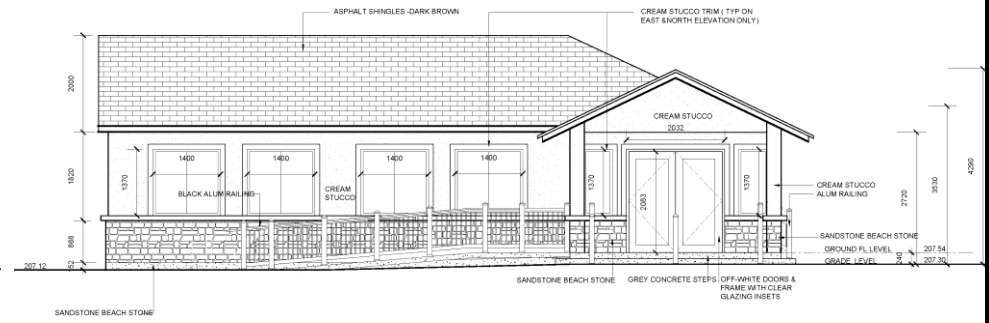 ASPHALT SHINGLES -DARK BROWN
CREAM STUCCO TRIM ( TYP ON
EAST &NORTH ELEVATION ONLY)
2000
CREAM STUCCO
2032
4290
3530
2720
1820
1370
1400
1400
1400
1400
1370
1370
2083
BLACK ALUM RAILING
CREAM
STUCCO
CREAM STUCCO
ALUM RAILING
868
SANDSTONE BEACH STONE
GROUND FL LEVEL
207.54
GRADE LEVEL
240
207.30
207.12
52
SANDSTONE BEACH STONE
GREY CONCRETE STEPS
OFF-WHITE DOORS &
FRAME WITH CLEAR
GLAZING INSETS
SANDSTONE BEACH STONE